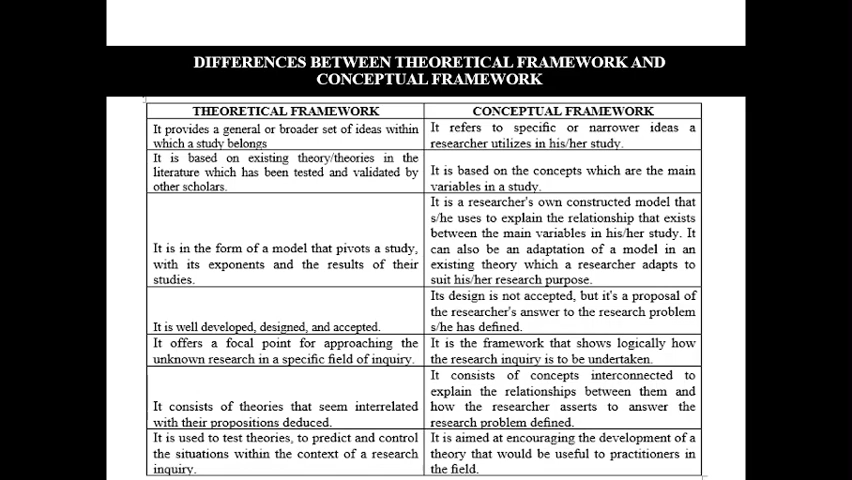 DIFFERENCES BETWEEN THEORETICAL FRAMEWORK AND
CONCEPTUAL FRAMEWORK
THEORETICAL FRAMEWORK
CONCEPTUAL FRAMEWORK
It provides a general or broader set of ideas within
which a study belongs
It refers to specific or narrower ideas a
researcher utilizes in his/her study.
It is based on existing theory/theories in the
literature which has been tested and validated by
other scholars.
It is based on the concepts which are the main
variables in a study.
It is in the form of a model that pivots a study,
with its exponents and the results of their
studies.
It is a researcher's own constructed model that
s/he uses to explain the relationship that exists
between the main variables in his/her study. It
can also be an adaptation of a model in an
existing theory which a researcher adapts to
suit his/her research purpose.
It is well developed, designed, and accepted.
Its design is not accepted, but it's a proposal of
the researcher's answer to the research problem
s/he has defined.
It offers a focal point for approaching the
unknown research in a specific field of inquiry.
It is the framework that shows logically how
the research inquiry is to be undertaken.
It consists of theories that seem interrelated
with their propositions deduced.
It consists of concepts interconnected to
explain the relationships between them and
how the researcher asserts to answer the
research problem defined.
It is used to test theories, to predict and control
the situations within the context of a research
inquiry.
It is aimed at encouraging the development of a
theory that would be useful to practitioners in
the field.